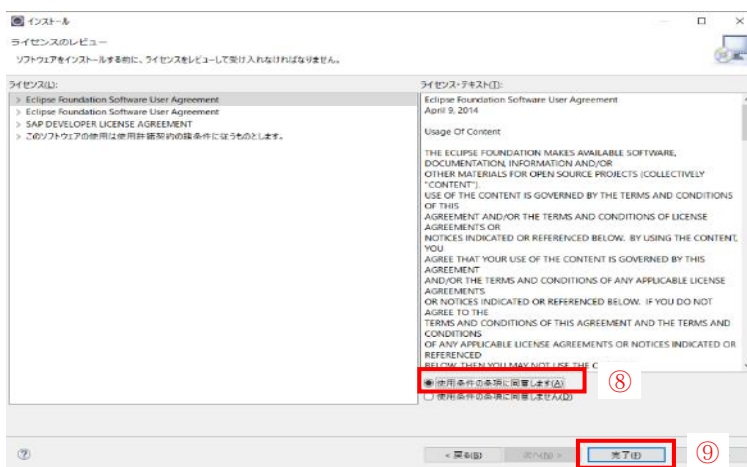 インストール
ライセンスのレビュー
ソフトウェアをインストールする前に、ライセンスをレビューして受け入れなければなりません。
ライセンス(L):
> Eclipse Foundation Software User Agreement
> Eclipse Foundation Software User Agreement
> SAP DEVELOPER LICENSE AGREEMENT
> このソフトウェアの使用は使用許諾契約の諸条件に従うものとします。
ライセンス・テキスト(T):
Eclipse Foundation Software User Agreement
April 9, 2014
Usage Of Content
THE ECLIPSE FOUNDATION MAKES AVAILABLE SOFTWARE,
DOCUMENTATION, INFORMATION AND/OR
OTHER MATERIALS FOR OPEN SOURCE PROJECTS (COLLECTIVELY
"CONTENT").
USE OF THE CONTENT IS GOVERNED BY THE TERMS AND CONDITIONS
OF THIS
AGREEMENT AND/OR THE TERMS AND CONDITIONS OF LICENSE
AGREEMENTS OR
NOTICES INDICATED OR REFERENCED BELOW. BY USING THE CONTENT,
YOU
AGREE THAT YOUR USE OF THE CONTENT IS GOVERNED BY THIS
AGREEMENT
AND/OR THE TERMS AND CONDITIONS OF ANY APPLICABLE LICENSE
AGREEMENTS
OR NOTICES INDICATED OR REFERENCED BELOW. IF YOU DO NOT
AGREE TO THE
TERMS AND CONDITIONS OF THIS AGREEMENT AND THE TERMS AND
CONDITIONS
OF ANY APPLICABLE LICENSE AGREEMENTS OR NOTICES INDICATED OR
REFERENCED
BELOW, THEN YOU MAY NOT USE THE C
使用条件の条項に同意します(A)
⑧
使用条件の条項に同意しません(D)
< 戻る(B)
次へ(N) >
完了(F)
⑨